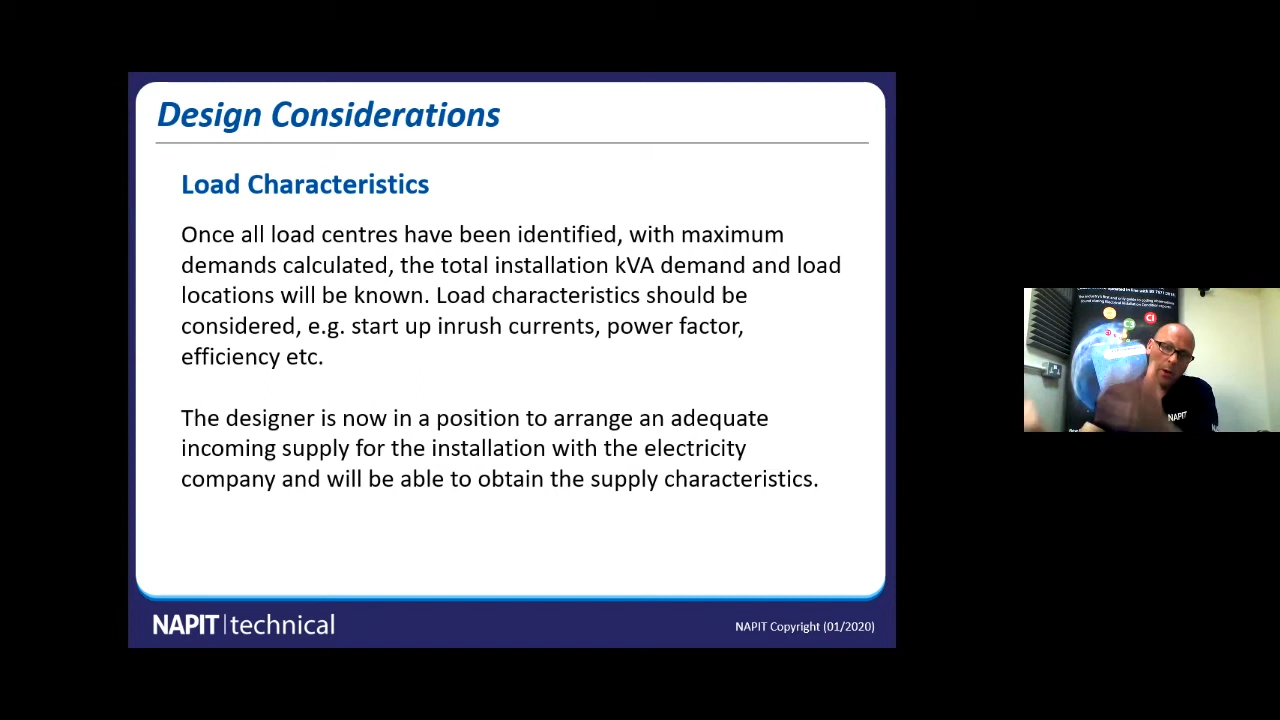 Design Considerations
Load Characteristics
Once all load centres have been identified, with maximum
demands calculated, the total installation kVA demand and load
locations will be known. Load characteristics should be
considered, e.g. start up inrush currents, power factor,
efficiency etc.
The designer is now in a position to arrange an adequate
incoming supply for the installation with the electricity
company and will be able to obtain the supply characteristics.
NAPIT technical
NAPIT Copyright (01/2020)
NAPIT